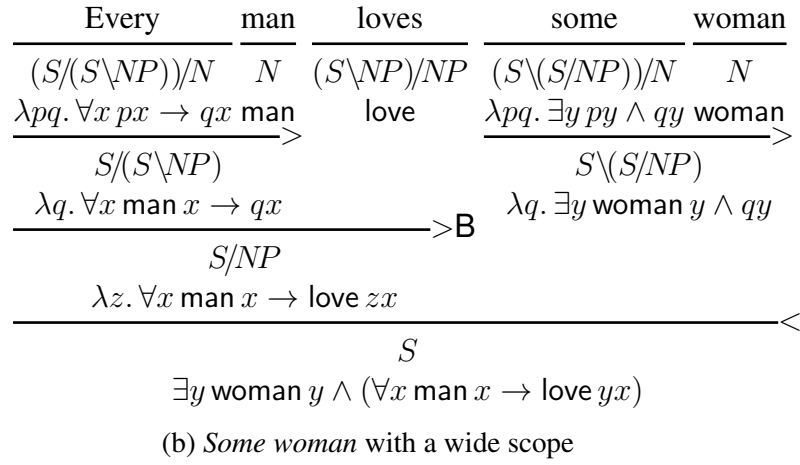 Every man loves some woman
(S/(S\NP))/N N (S\NP)/NP (S\(S/NP))/N N
λpq. ∀x px → qx man love λpq. ∃y py ∧ qy woman
> >
S/(S\NP) S\(S/NP)
λq. ∀x man x → qx λq. ∃y woman y ∧ qy
>B
S/NP
λz. ∀x man x → love zx
<
S
∃y woman y ∧ (∀x man x → love yx)
(b) Some woman with a wide scope